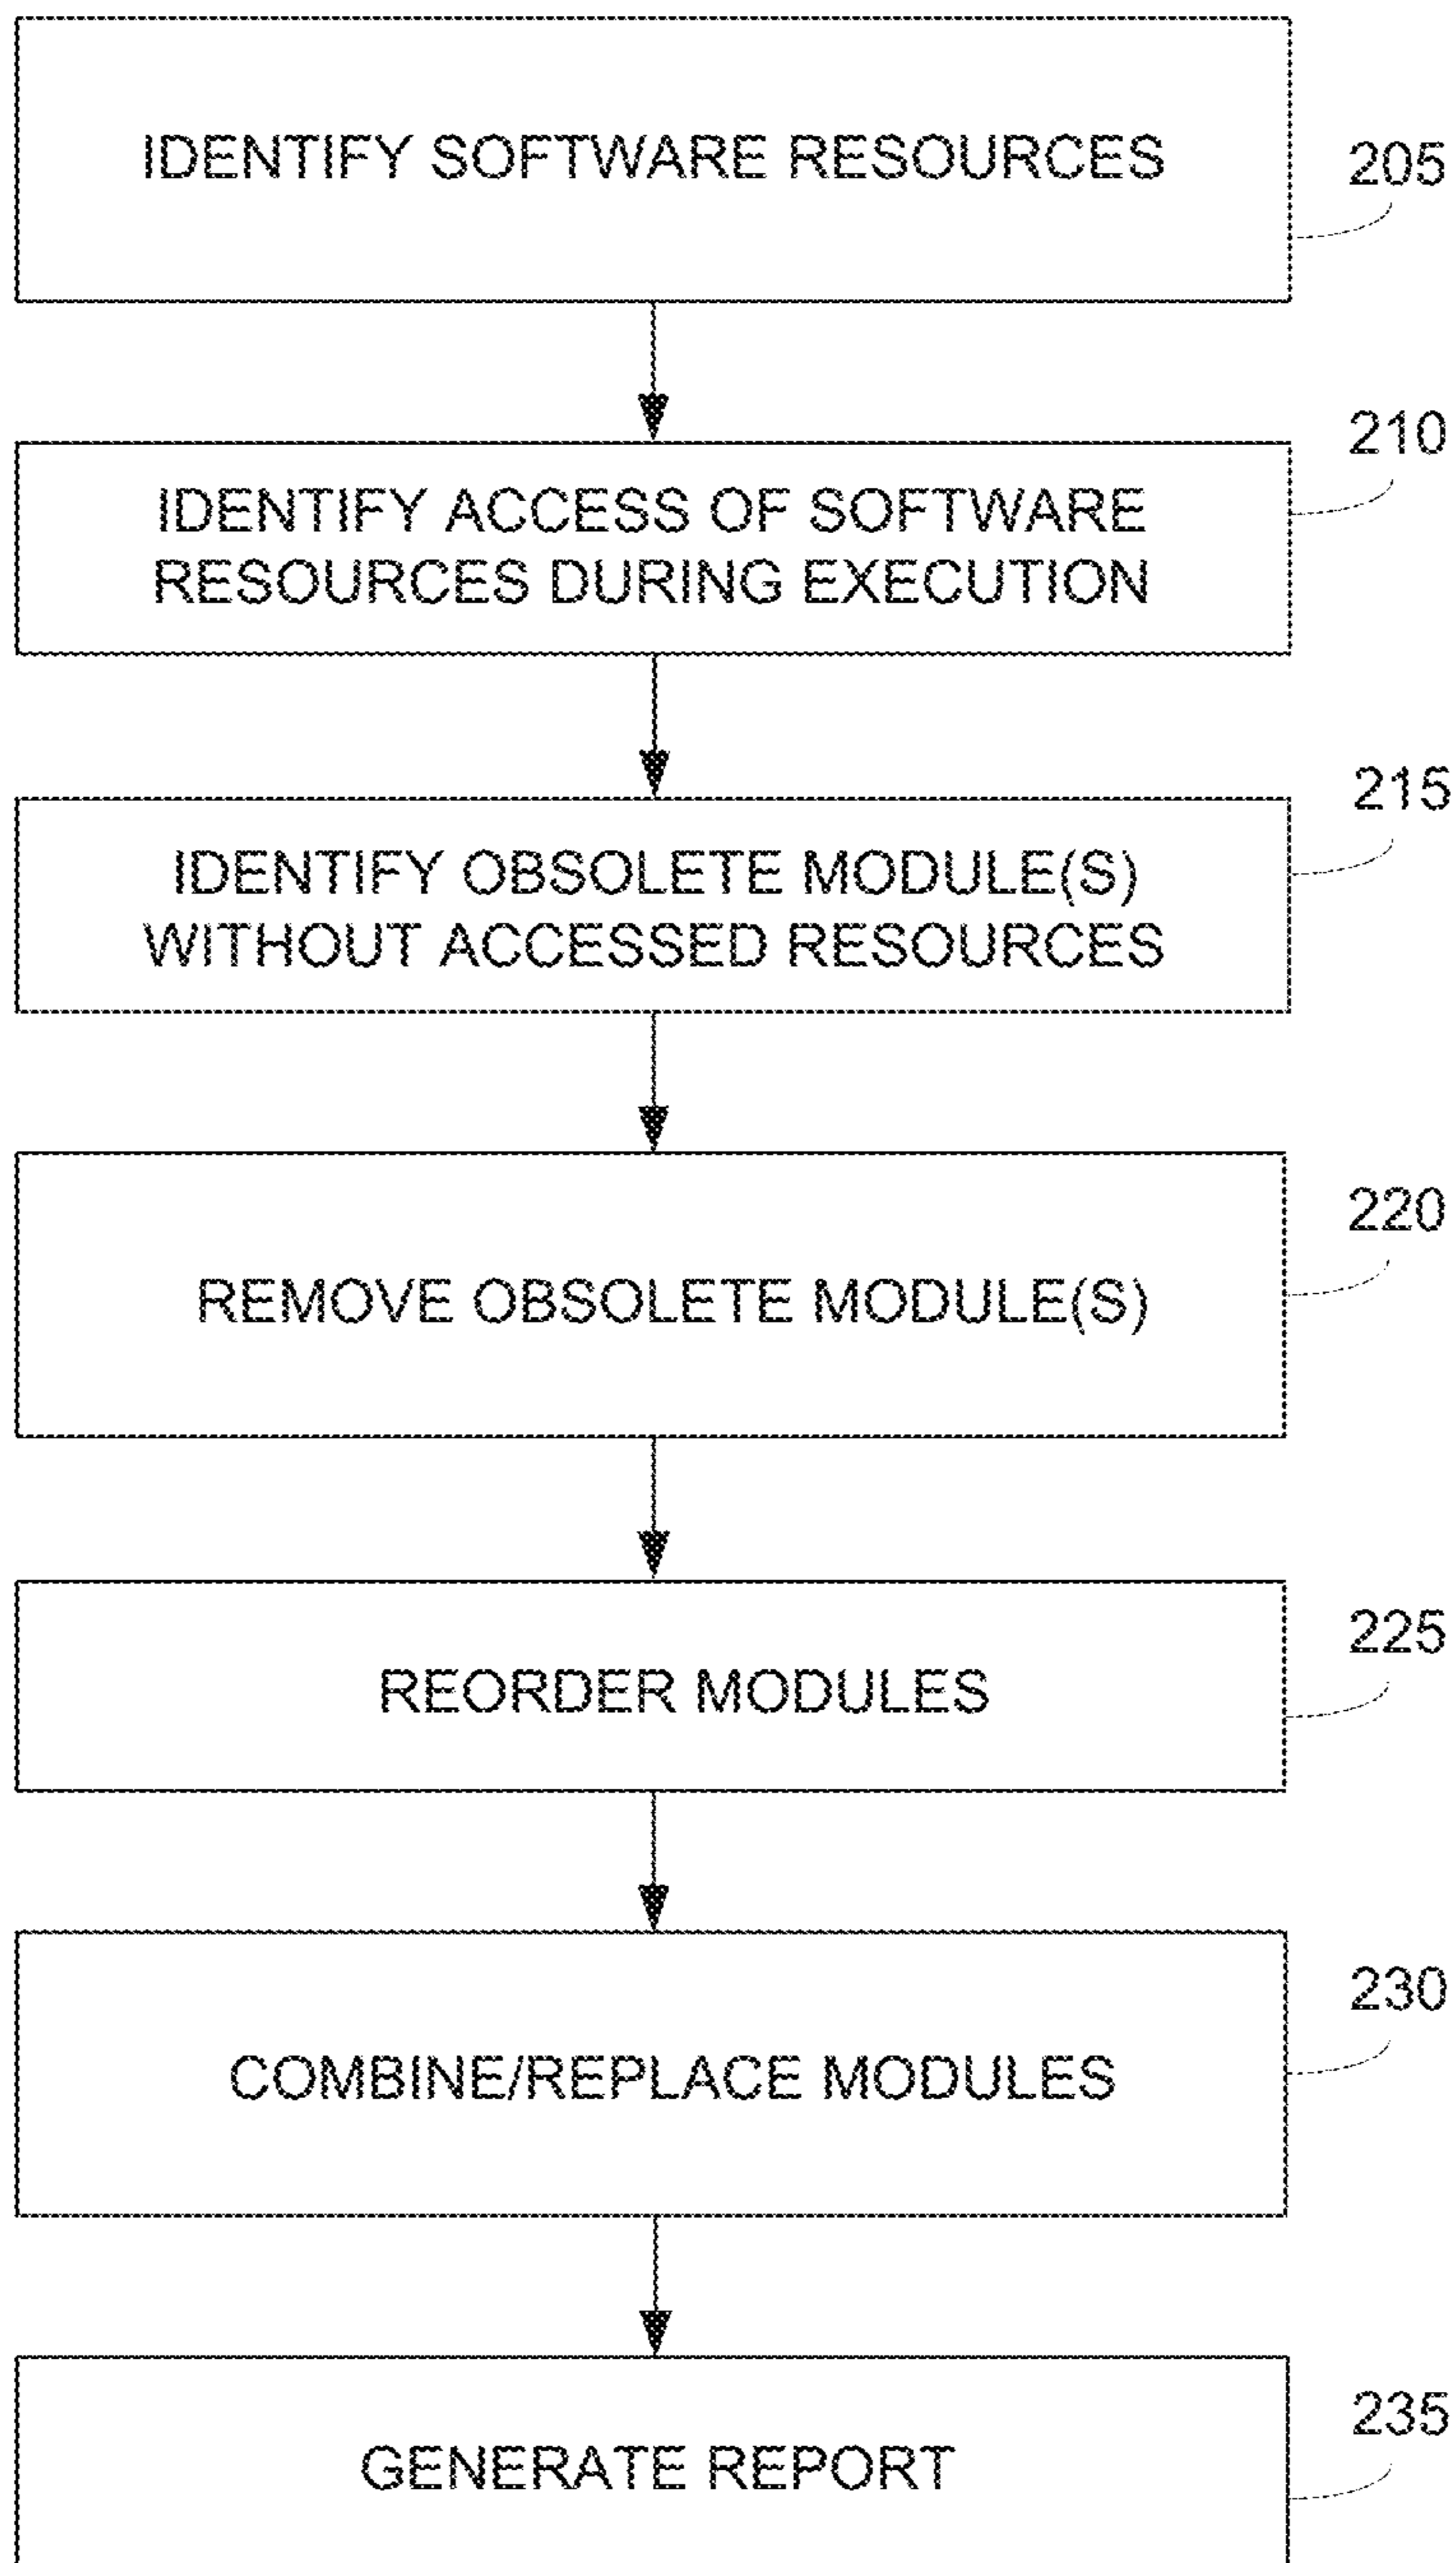 IDENTIFY SOFTWARE RESOURCES
205
IDENTIFY ACCESS OF SOFTWARE
RESOURCES DURING EXECUTION
210
IDENTIFY OBSOLETE MODULE(S)
WITHOUT ACCESSED RESOURCES
215
REMOVE OBSOLETE MODULE(S)
220
REORDER MODULES
225
COMBINE/REPLACE MODULES
230
GENERATE REPORT
235